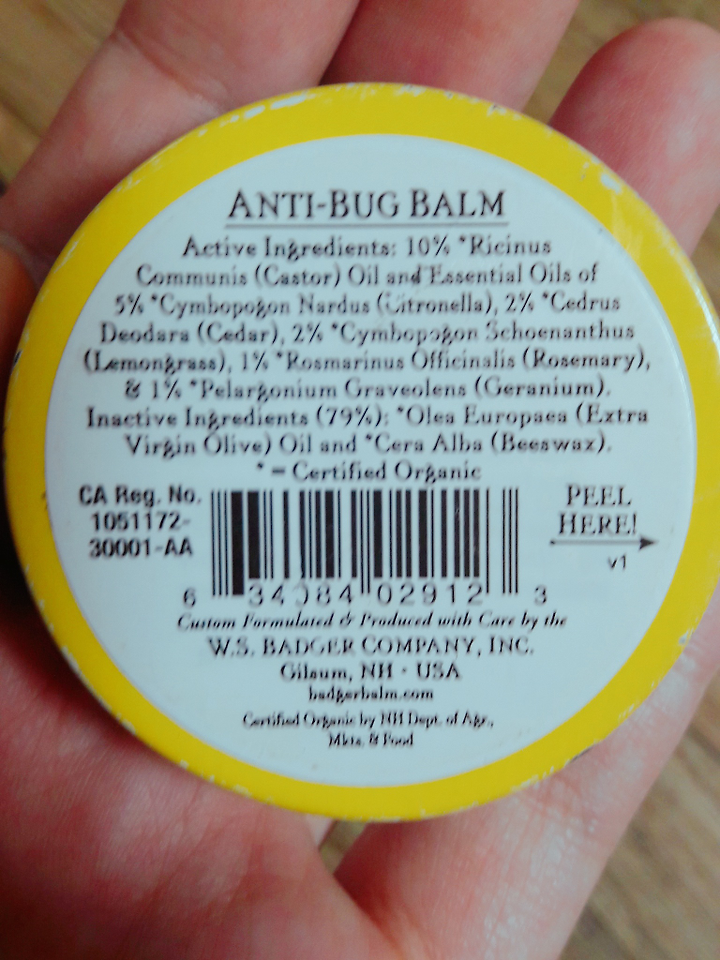 ANTI-BUG BALM
Active Ingredients: 10% *Ricinus
Communis (Castor) Oil and Essential Oils of
5% *Cymbopogon Nardus (Citronella), 2% *Cedrus
Deodara (Cedar), 2% *Cymbopogon Schoenanthus
(Lemongrass), 1% *Rosmarinus Officinalis (Rosemary),
& 1% *Pelargonium Graveolens (Geranium).
Inactive Ingredients (79%): *Olea Europaea (Extra
Virgin Olive) Oil and *Cera Alba (Beeswax).
* = Certified Organic
CA Reg. No.
1051172-
30001-AA
PEEL
HERE!
v1
6 34084 02912 3
Custom Formulated & Produced with Care by the
W.S. BADGER COMPANY, INC.
Gilsum, NH · USA
badgerbalm.com
Certified Organic by NH Dept. of Agr.,
Mkts. & Food